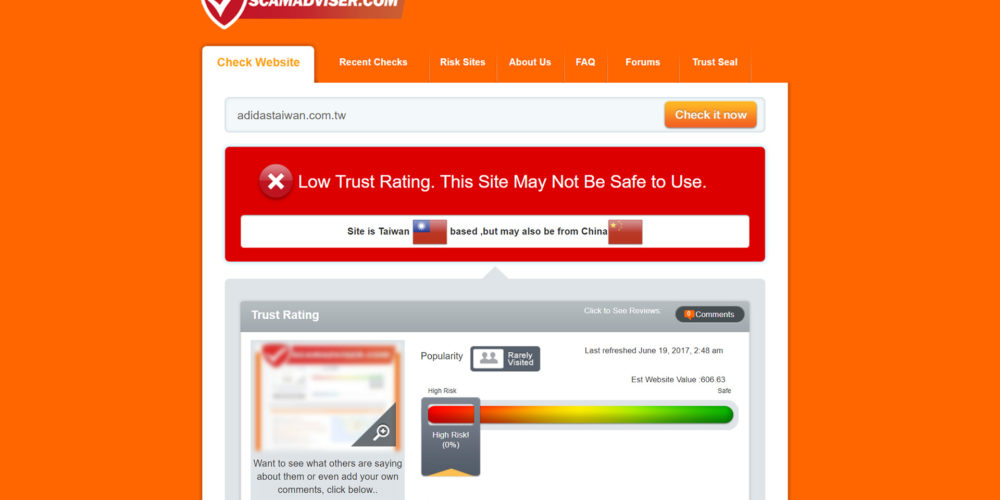 SCAMADVISER.COM
Check Website
Recent Checks
Risk Sites
About Us
FAQ
Forums
Trust Seal
adidastaiwan.com.tw
Check it now
Low Trust Rating. This Site May Not Be Safe to Use.
Site is Taiwan based ,but may also be from China
Trust Rating
Click to See Reviews.
0 Comments
SCAMADVISER.COM
Popularity
Rarely
Visited
Last refreshed June 19, 2017, 2:48 am
Est Website Value :606.63
High Risk
Safe
High Risk!
(0%)
Want to see what others are saying
about them or even add your own
comments, click below..